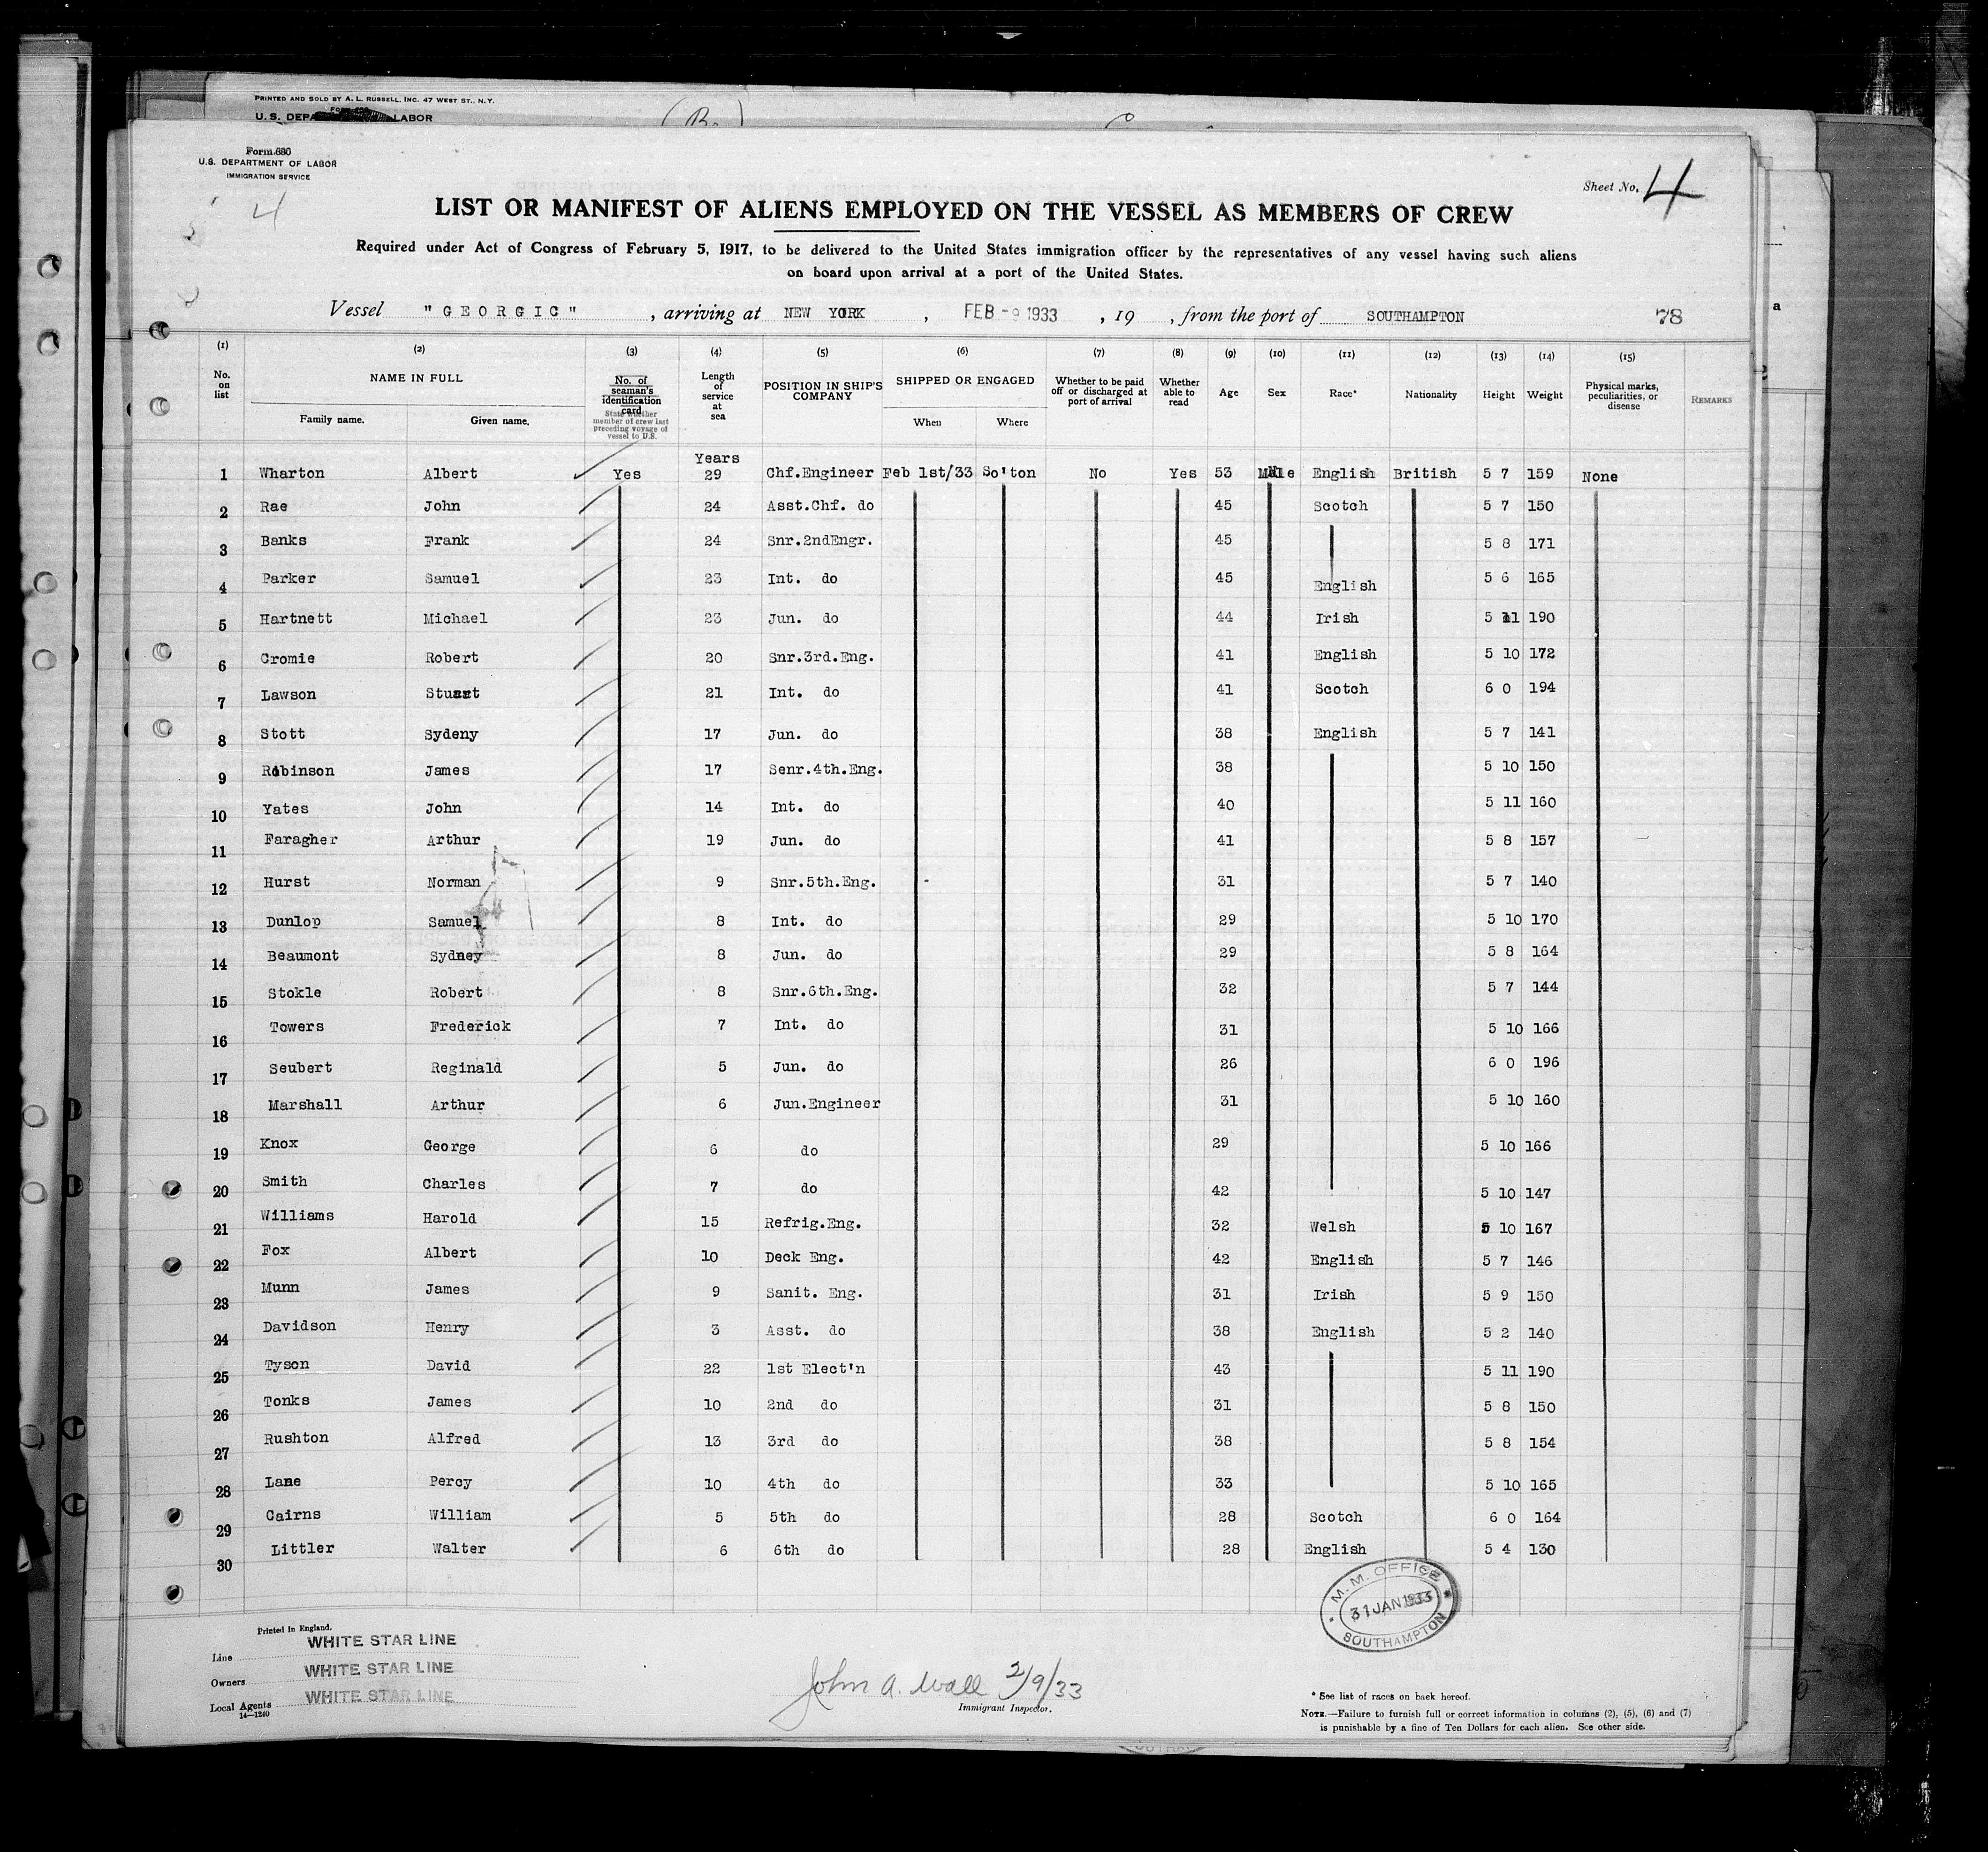 PRINTED AND SOLD BY A. L. RUSSELL, INC. 47 WEST ST., N.Y.
U.S. DEPA LABOR
(R.)
Form 680
U.S. DEPARTMENT OF LABOR
IMMIGRATION SERVICE
Sheet No. 4
4
LIST OR MANIFEST OF ALIENS EMPLOYED ON THE VESSEL AS MEMBERS OF CREW
Required under Act of Congress of February 5, 1917, to be delivered to the United States immigration officer by the representatives of any vessel having such aliens
on board upon arrival at a port of the United States.
Vessel "GEORGIC", arriving at NEW YORK, FEB -9 1933, 19 , from the port of SOUTHAMPTON 78
(1) (2) (3) (4) (5) (6) (7) (8) (9) (10) (11) (12) (13) (14) (15)
No. on list NAME IN FULL Family name. Given name. No. of seaman's identification card State whether member of crew last preceding voyage of vessel to U.S. Length of service at sea POSITION IN SHIP'S COMPANY SHIPPED OR ENGAGED When Where Whether to be paid off or discharged at port of arrival Whether able to read Age Sex Race* Nationality Height Weight Physical marks, peculiarities, or disease REMARKS
Years
1 Wharton Albert Yes 29 Chf.Engineer Feb 1st/33 So'ton No Yes 53 Male English British 5 7 159 None
2 Rae John 24 Asst.Chf. do 45 Scotch 5 7 150
3 Banks Frank 24 Snr.2ndEngr. 45 5 8 171
4 Parker Samuel 23 Int. do 45 English 5 6 165
5 Hartnett Michael 23 Jun. do 44 Irish 5 11 190
6 Cromie Robert 20 Snr.3rd.Eng. 41 English 5 10 172
7 Lawson 21 Int. do 41 Scotch 6 0 194
8 Stott Sydeny 17 Jun. do 38 English 5 7 141
9 Robinson James 17 Senr.4th.Eng. 38 5 10 150
10 Yates John 14 Int. do 40 5 11 160
11 Faragher Arthur 19 Jun. do 41 5 8 157
12 Hurst Norman 9 Snr.5th.Eng. 31 5 7 140
13 Dunlop Samuel 8 Int. do 29 5 10 170
14 Beaumont Sydney 8 Jun. do 29 5 8 164
15 Stokle Robert 8 Snr.6th.Eng. 32 5 7 144
16 Towers Frederick 7 Int. do 31 5 10 166
17 Seubert Reginald 5 Jun. do 26 6 0 196
18 Marshall Arthur 6 Jun.Engineer 31 5 10 160
19 Knox George 6 do 29 5 10 166
20 Smith Charles 7 do 42 5 10 147
21 Williams Harold 15 Refrig.Eng. 32 Welsh 5 10 167
22 Fox Albert 10 Deck Eng. 42 English 5 7 146
23 Munn James 9 Sanit. Eng. 31 Irish 5 9 150
24 Davidson Henry 3 Asst. do 38 English 5 2 140
25 Tyson David 22 1st Elect'n 43 5 11 190
26 Tonks James 10 2nd do 31 5 8 150
27 Rushton Alfred 13 3rd do 38 5 8 154
28 Lane Percy 10 4th do 33 5 10 165
29 Cairns William 5 5th do 28 Scotch 6 0 164
30 Littler Walter 6 6th do 28 English 5 4 130
M. M. OFFICE
31 JAN 1933
SOUTHAMPTON
Printed in England.
Line WHITE STAR LINE
Owners WHITE STAR LINE
Local Agents WHITE STAR LINE
14—1240
John A. Wall 2/9/33
Immigrant Inspector.
* See list of races on back hereof.
NOTE.—Failure to furnish full or correct information in columns (2), (5), (6) and (7)
is punishable by a fine of Ten Dollars for each alien. See other side.